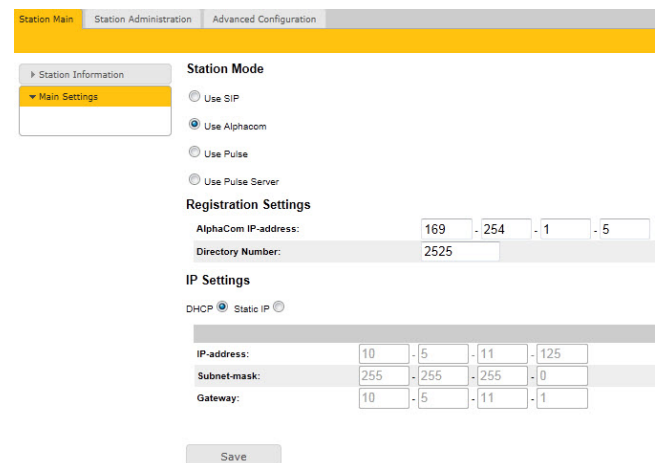 Station Main Station Administration Advanced Configuration
Station Information
Main Settings
Station Mode
Use SIP
Use Alphacom
Use Pulse
Use Pulse Server
Registration Settings
AlphaCom IP-address: 169 - 254 - 1 - 5
Directory Number: 2525
IP Settings
DHCP Static IP
IP-address: 10 - 5 - 11 - 125
Subnet-mask: 255 - 255 - 255 - 0
Gateway: 10 - 5 - 11 - 1
Save